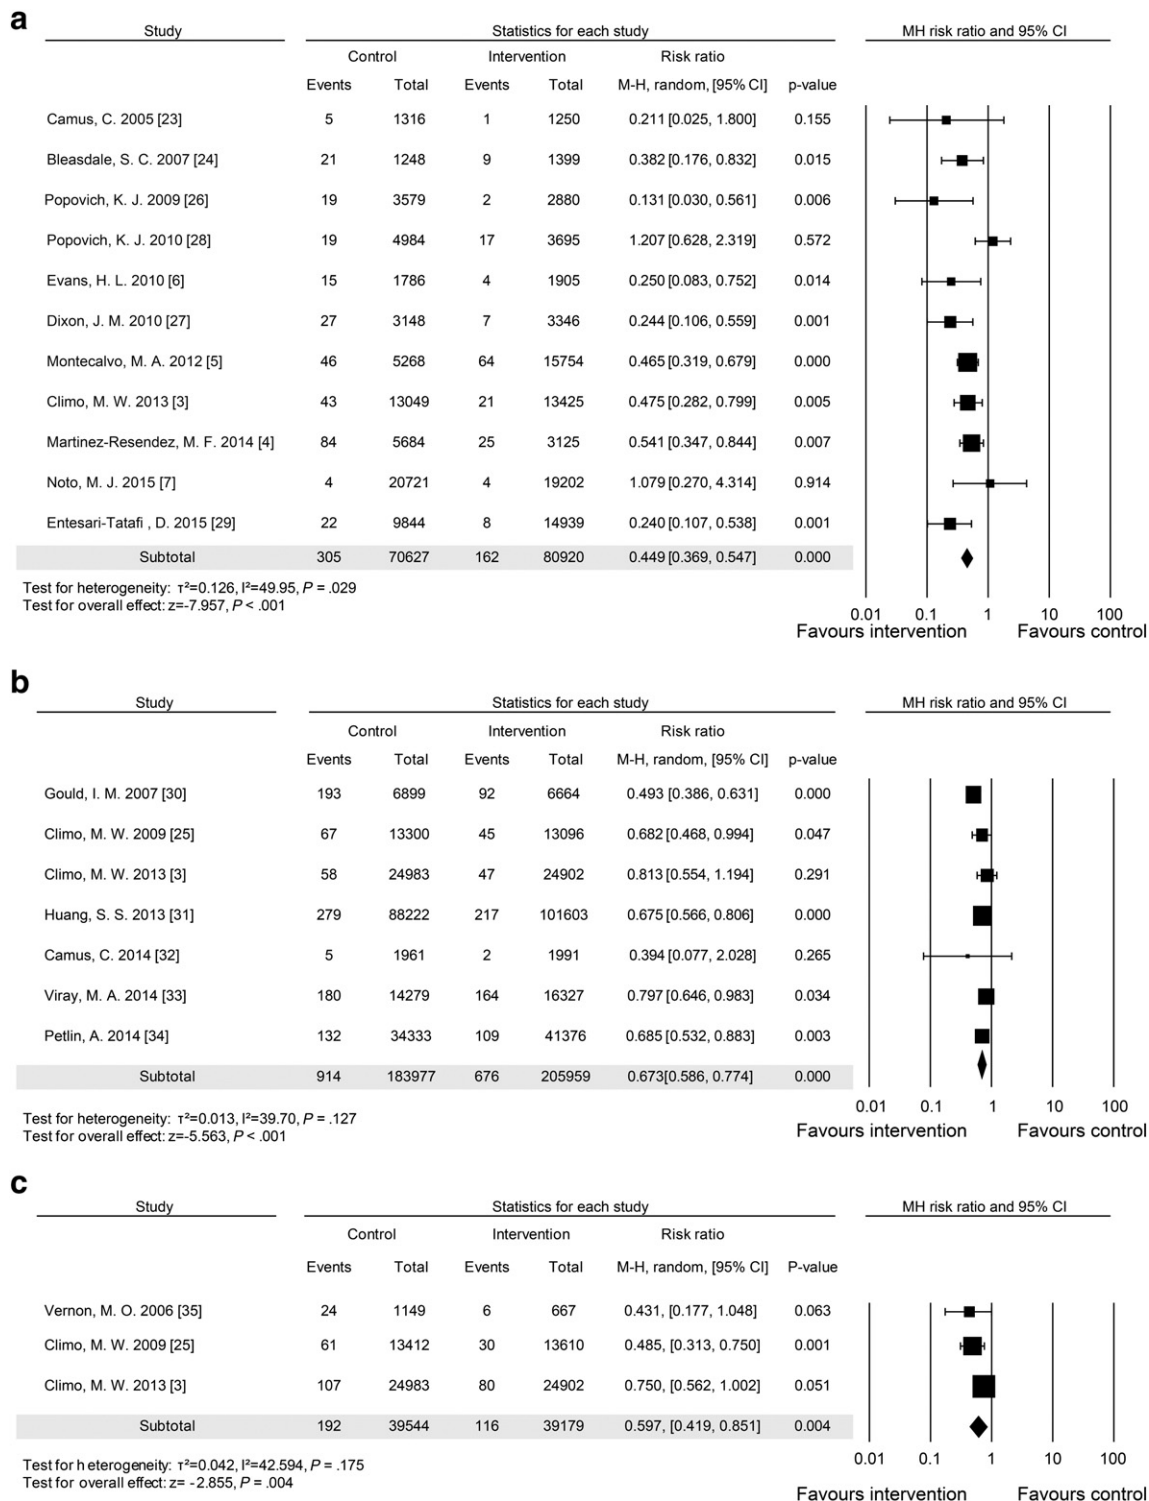 a
Study Statistics for each study MH risk ratio and 95% CI
Control Intervention Risk ratio
Events Total Events Total M-H, random, [95% CI] p-value
Camus, C. 2005 [23] 5 1316 1 1250 0.211 [0.025, 1.800] 0.155
Bleasdale, S. C. 2007 [24] 21 1248 9 1399 0.382 [0.176, 0.832] 0.015
Popovich, K. J. 2009 [26] 19 3579 2 2880 0.131 [0.030, 0.561] 0.006
Popovich, K. J. 2010 [28] 19 4984 17 3695 1.207 [0.628, 2.319] 0.572
Evans, H. L. 2010 [6] 15 1786 4 1905 0.250 [0.083, 0.752] 0.014
Dixon, J. M. 2010 [27] 27 3148 7 3346 0.244 [0.106, 0.559] 0.001
Montecalvo, M. A. 2012 [5] 46 5268 64 15754 0.465 [0.319, 0.679] 0.000
Climo, M. W. 2013 [3] 43 13049 21 13425 0.475 [0.282, 0.799] 0.005
Martinez-Resendez, M. F. 2014 [4] 84 5684 25 3125 0.541 [0.347, 0.844] 0.007
Noto, M. J. 2015 [7] 4 20721 4 19202 1.079 [0.270, 4.314] 0.914
Entesari-Tatafi , D. 2015 [29] 22 9844 8 14939 0.240 [0.107, 0.538] 0.001
Subtotal 305 70627 162 80920 0.449 [0.369, 0.547] 0.000
Test for heterogeneity: τ²=0.126, I²=49.95, P = .029
Test for overall effect: z=-7.957, P < .001
0.01 0.1 1 10 100
Favours intervention Favours control
b
Study Statistics for each study MH risk ratio and 95% CI
Control Intervention Risk ratio
Events Total Events Total M-H, random, [95% CI] p-value
Gould, I. M. 2007 [30] 193 6899 92 6664 0.493 [0.386, 0.631] 0.000
Climo, M. W. 2009 [25] 67 13300 45 13096 0.682 [0.468, 0.994] 0.047
Climo, M. W. 2013 [3] 58 24983 47 24902 0.813 [0.554, 1.194] 0.291
Huang, S. S. 2013 [31] 279 88222 217 101603 0.675 [0.566, 0.806] 0.000
Camus, C. 2014 [32] 5 1961 2 1991 0.394 [0.077, 2.028] 0.265
Viray, M. A. 2014 [33] 180 14279 164 16327 0.797 [0.646, 0.983] 0.034
Petlin, A. 2014 [34] 132 34333 109 41376 0.685 [0.532, 0.883] 0.003
Subtotal 914 183977 676 205959 0.673[0.586, 0.774] 0.000
Test for heterogeneity: τ²=0.013, I²=39.70, P = .127
Test for overall effect: z=-5.563, P < .001
0.01 0.1 1 10 100
Favours intervention Favours control
c
Study Statistics for each study MH risk ratio and 95% CI
Control Intervention Risk ratio
Events Total Events Total M-H, random, [95% CI] P-value
Vernon, M. O. 2006 [35] 24 1149 6 667 0.431, [0.177, 1.048] 0.063
Climo, M. W. 2009 [25] 61 13412 30 13610 0.485, [0.313, 0.750] 0.001
Climo, M. W. 2013 [3] 107 24983 80 24902 0.750, [0.562, 1.002] 0.051
Subtotal 192 39544 116 39179 0.597, [0.419, 0.851] 0.004
Test for h eterogeneity: τ²=0.042, I²=42.594, P = .175
Test for overall effect: z= -2.855, P = .004
0.01 0.1 1 10 100
Favours intervention Favours control